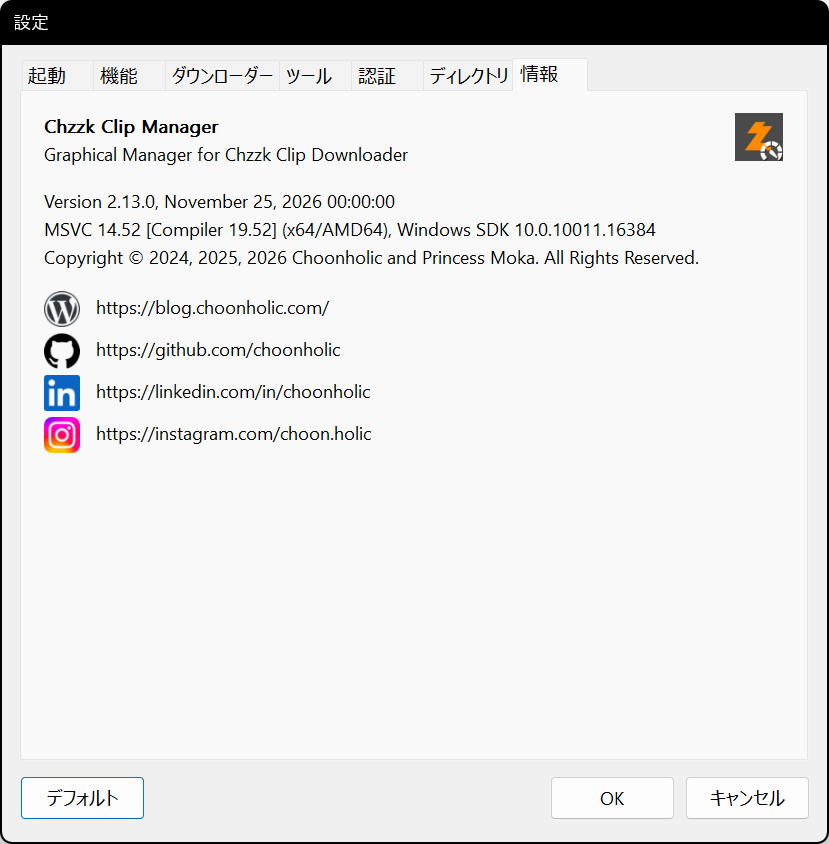 設定
起動 機能 ダウンローダー ツール 認証 ディレクトリ 情報
Chzzk Clip Manager
Graphical Manager for Chzzk Clip Downloader
Version 2.13.0, November 25, 2026 00:00:00
MSVC 14.52 [Compiler 19.52] (x64/AMD64), Windows SDK 10.0.10011.16384
Copyright © 2024, 2025, 2026 Choonholic and Princess Moka. All Rights Reserved.
https://blog.choonholic.com/
https://github.com/choonholic
https://linkedin.com/in/choonholic
https://instagram.com/choon.holic
デフォルト OK キャンセル